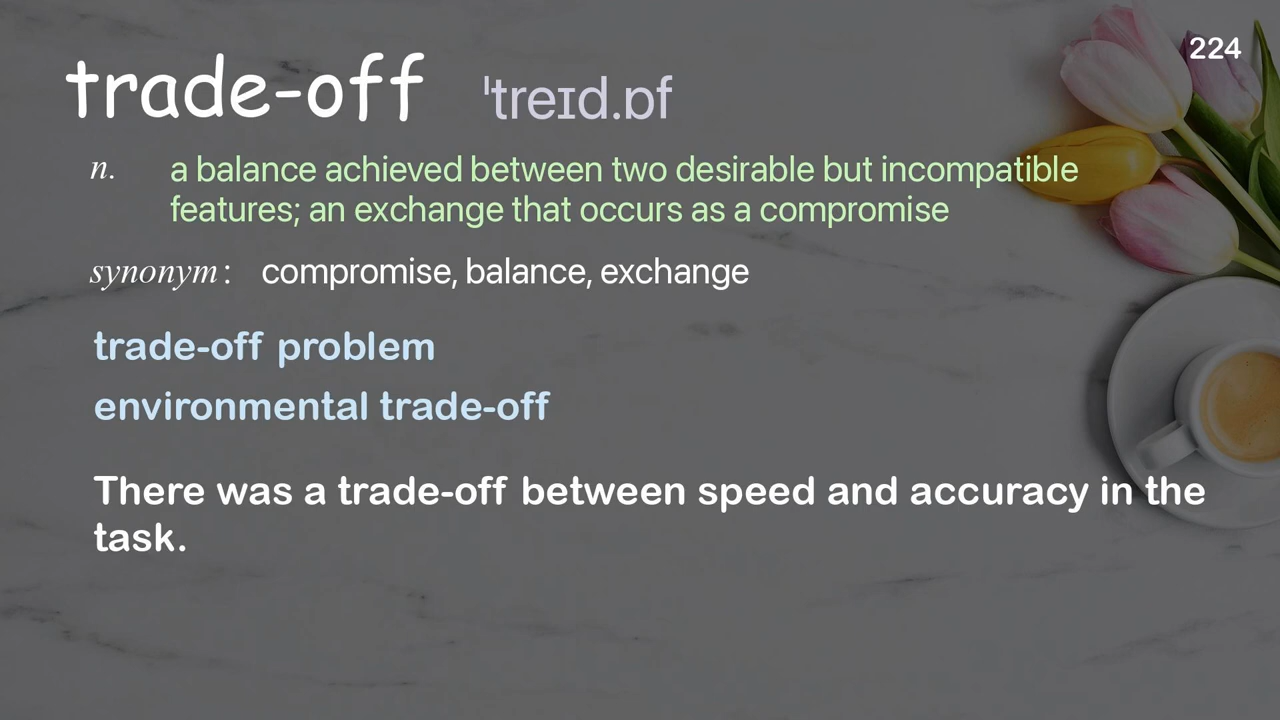 224
trade-off ˈtreɪd.ɒf
n. a balance achieved between two desirable but incompatible
features; an exchange that occurs as a compromise
synonym: compromise, balance, exchange
trade-off problem
environmental trade-off
There was a trade-off between speed and accuracy in the
task.